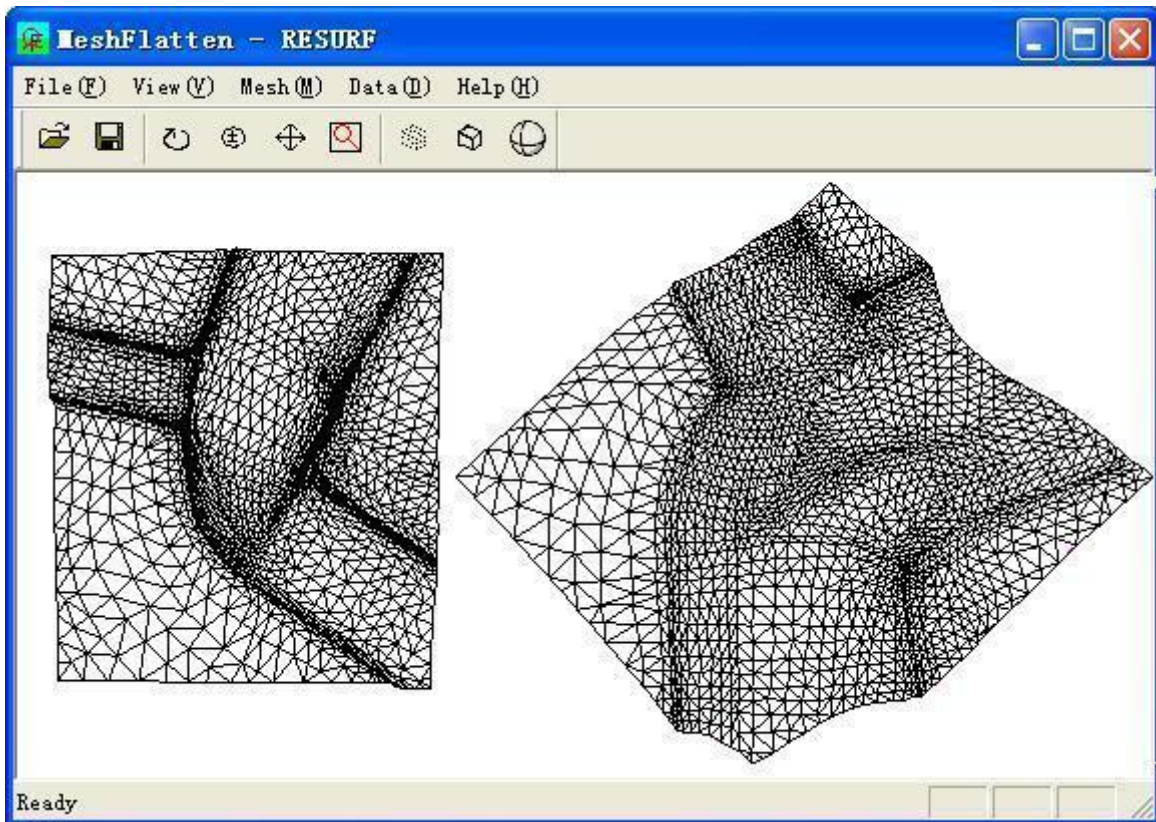 MeshFlatten - RESURF
File(F) View(V) Mesh(M) Data(D) Help(H)
Ready